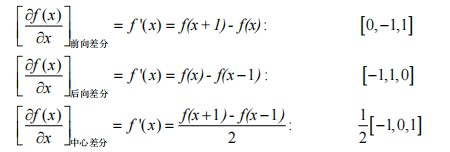 [∂f(x)/∂x]前向差分 = f'(x) = f(x+1)-f(x): [0,-1,1]
[∂f(x)/∂x]后向差分 = f'(x) = f(x)-f(x-1): [-1,1,0]
[∂f(x)/∂x]中心差分 = f'(x) = f(x+1)-f(x-1)/2: 1/2[-1,0,1]